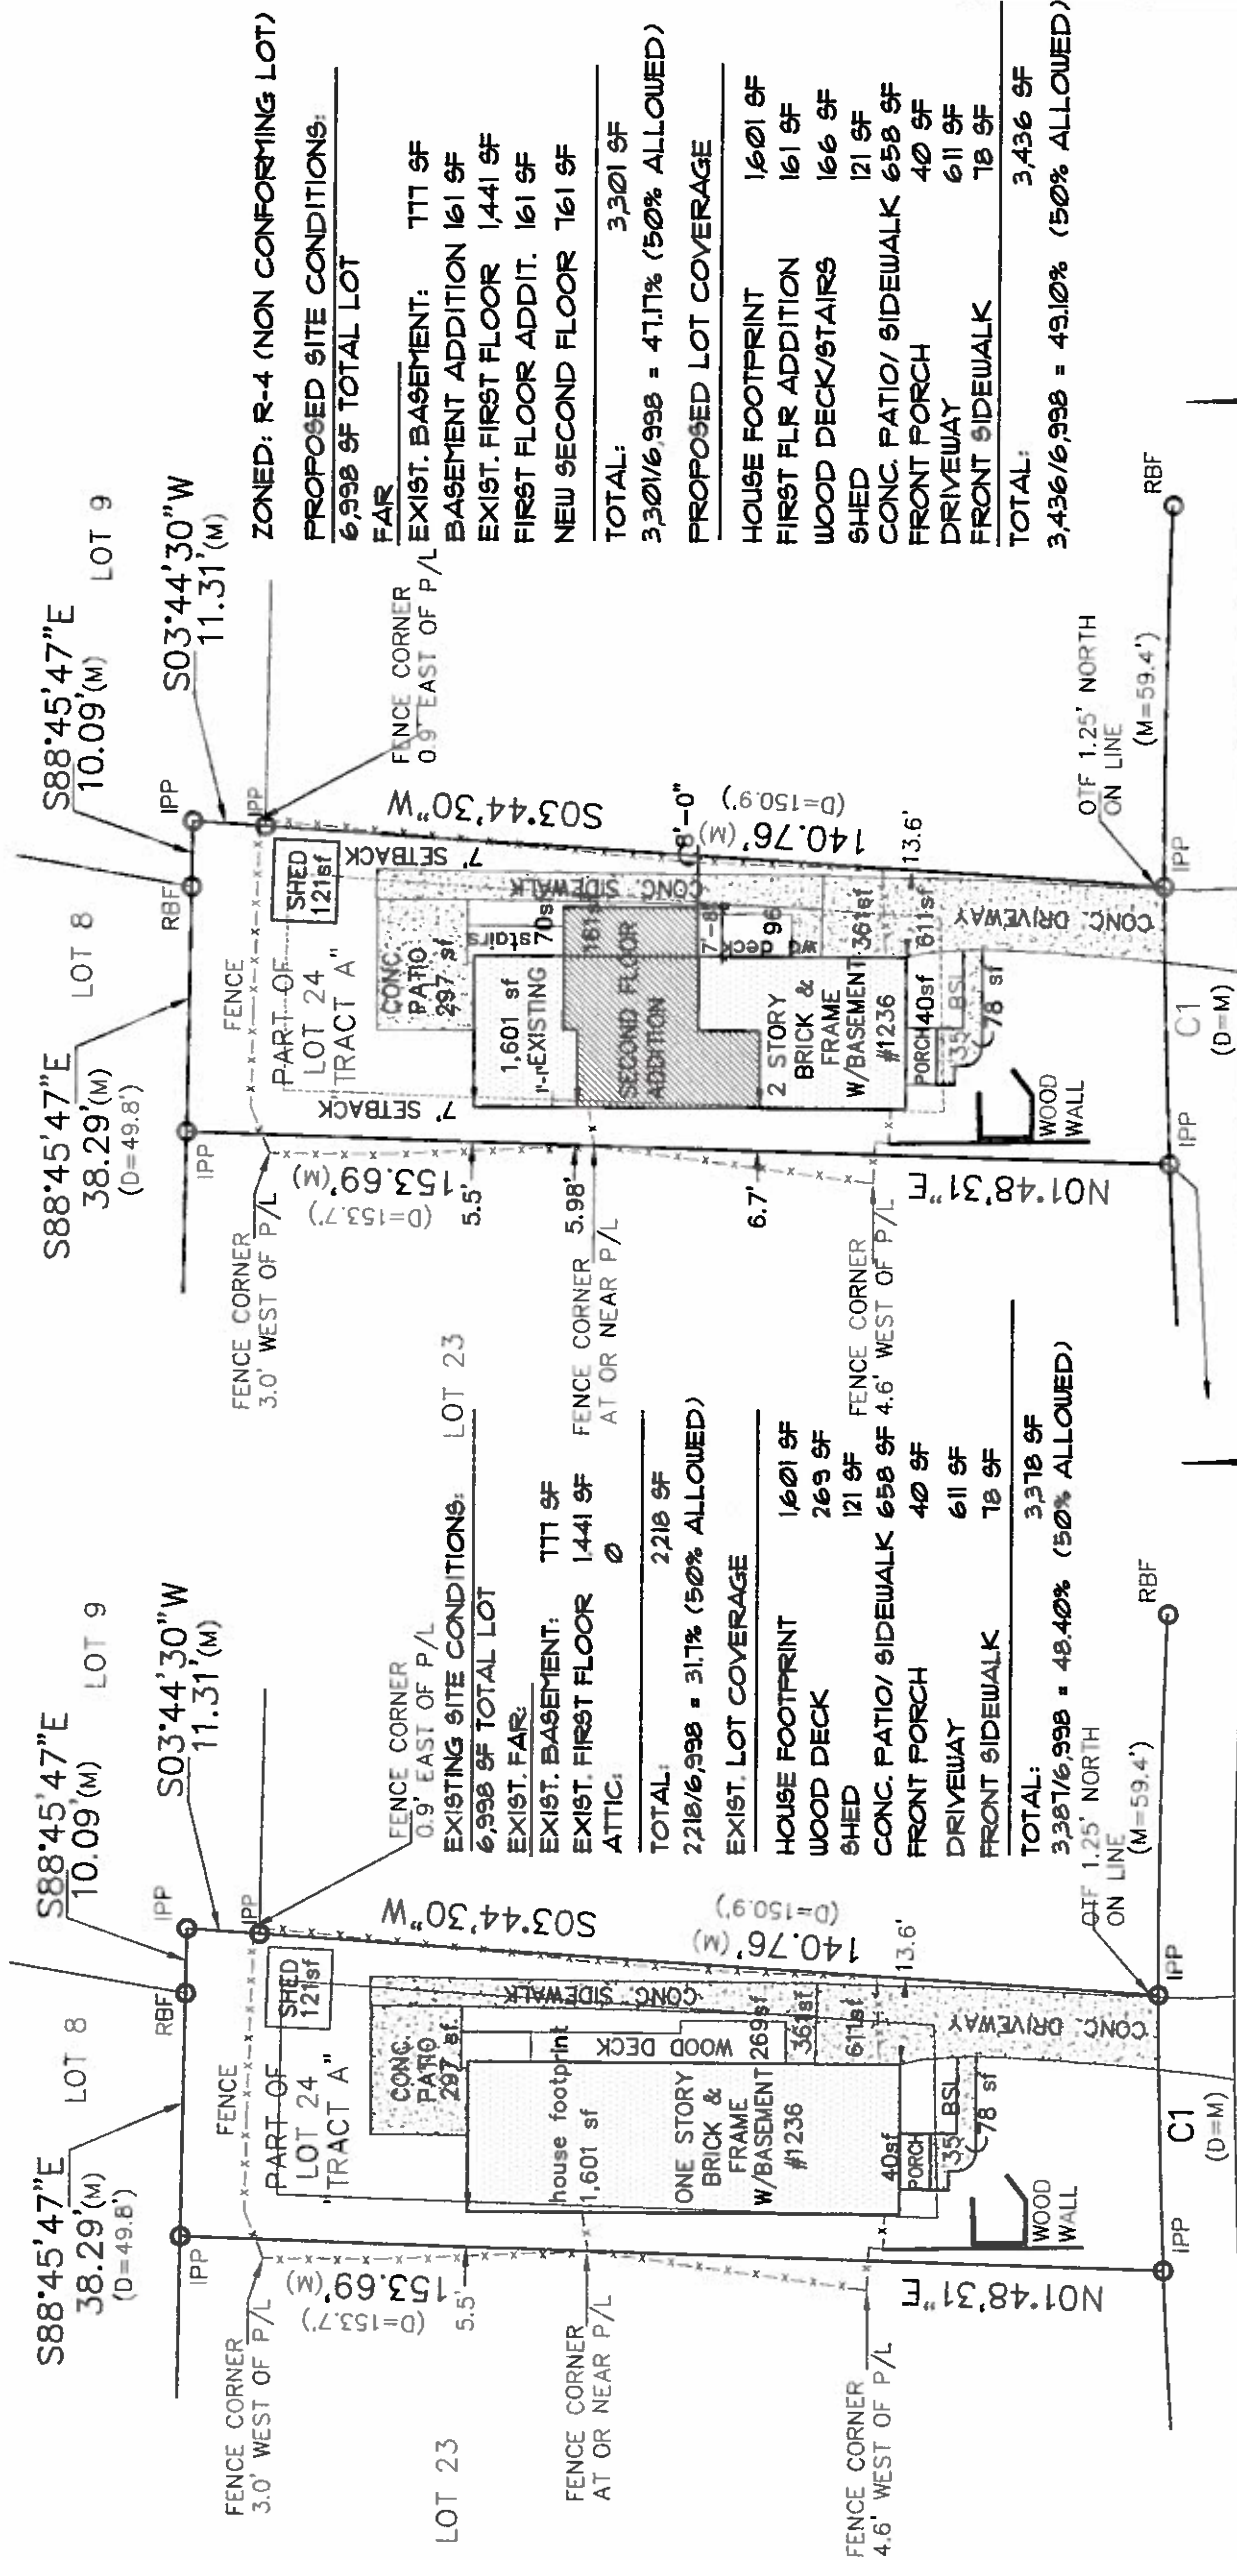 S88°45'47"E
38.29'(M)
(D=49.8')
LOT 8
S88°45'47"E
10.09'(M)
LOT 9
S03°44'30"W
11.31'(M)
RBF
IPP
IPP
IPP
FENCE CORNER
3.0' WEST OF P/L
FENCE
PART OF
LOT 24
"TRACT A"
SHED
121sf
FENCE CORNER
0.9' EAST OF P/L
LOT 23
153.69'(M)
(D=153.7')
5.5'
CONC.
PATIO
297 sf
CONC. SIDEWALK
S03°44'30"W
140.76'(M)
(D=150.9')
FENCE CORNER
AT OR NEAR P/L
house footprint
1,601 sf
WOOD DECK
269sf
ONE STORY
BRICK &
FRAME
W/BASEMENT
#1236
361sf
611sf
13.6'
FENCE CORNER
4.6' WEST OF P/L
40sf
PORCH
35' BSL
78 sf
CONC. DRIVEWAY
WOOD
WALL
N01°48'31"E
OTF 1.25' NORTH
ON LINE
(M=59.4')
IPP
C1
(D=M)
IPP
RBF
EXISTING SITE CONDITIONS:
6,998 SF TOTAL LOT
EXIST. FAR:
EXIST. BASEMENT: 777 SF
EXIST. FIRST FLOOR 1,441 SF
ATTIC: 0
TOTAL: 2,218 SF
2,218/6,998 = 31.7% (50% ALLOWED)
EXIST. LOT COVERAGE
HOUSE FOOTPRINT 1,601 SF
WOOD DECK 269 SF
SHED 121 SF
CONC. PATIO/ SIDEWALK 658 SF
FRONT PORCH 40 SF
DRIVEWAY 611 SF
FRONT SIDEWALK 78 SF
TOTAL: 3,378 SF
3,387/6,998 = 48.40% (50% ALLOWED)
S88°45'47"E
38.29'(M)
(D=49.8')
LOT 8
S88°45'47"E
10.09'(M)
LOT 9
S03°44'30"W
11.31'(M)
RBF
IPP
IPP
IPP
FENCE CORNER
3.0' WEST OF P/L
FENCE
PART OF
LOT 24
"TRACT A"
SHED
121sf
FENCE CORNER
0.9' EAST OF P/L
LOT 23
7' SETBACK
7' SETBACK
153.69'(M)
(D=153.7')
5.5'
CONC.
PATIO
297 sf
stairs
CONC. SIDEWALK
S03°44'30"W
140.76'(M)
(D=150.9')
1,601 sf
EXISTING
161sf
5.98'
FENCE CORNER
AT OR NEAR P/L
SECOND FLOOR
ADDITION
8'-0"
7'-8"
wd deck
96
6.7'
2 STORY
BRICK &
FRAME
W/BASEMENT
#1236
361sf
611sf
13.6'
FENCE CORNER
4.6' WEST OF P/L
PORCH
40sf
35' BSL
78 sf
CONC. DRIVEWAY
WOOD
WALL
N01°48'31"E
OTF 1.25' NORTH
ON LINE
(M=59.4')
IPP
C1
(D=M)
IPP
RBF
ZONED: R-4 (NON CONFORMING LOT)
PROPOSED SITE CONDITIONS:
6,998 SF TOTAL LOT
FAR
EXIST. BASEMENT: 777 SF
BASEMENT ADDITION 161 SF
EXIST. FIRST FLOOR 1,441 SF
FIRST FLOOR ADDIT. 161 SF
NEW SECOND FLOOR 761 SF
TOTAL: 3,301 SF
3,301/6,998 = 47.17% (50% ALLOWED)
PROPOSED LOT COVERAGE
HOUSE FOOTPRINT 1,601 SF
FIRST FLR ADDITION 161 SF
WOOD DECK/STAIRS 166 SF
SHED 121 SF
CONC. PATIO/ SIDEWALK 658 SF
FRONT PORCH 40 SF
DRIVEWAY 611 SF
FRONT SIDEWALK 78 SF
TOTAL: 3,436 SF
3,436/6,998 = 49.10% (50% ALLOWED)